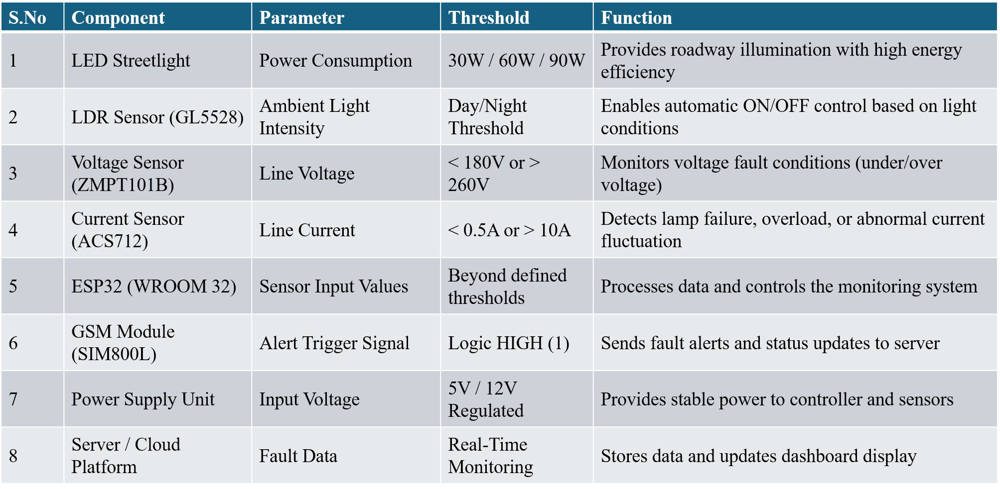 S.No Component Parameter Threshold Function
1 LED Streetlight Power Consumption 30W / 60W / 90W Provides roadway illumination with high energy
efficiency
2 LDR Sensor (GL5528) Ambient Light
Intensity Day/Night
Threshold Enables automatic ON/OFF control based on light
conditions
3 Voltage Sensor
(ZMPT101B) Line Voltage < 180V or >
260V Monitors voltage fault conditions (under/over
voltage)
4 Current Sensor
(ACS712) Line Current < 0.5A or > 10A Detects lamp failure, overload, or abnormal current
fluctuation
5 ESP32 (WROOM 32) Sensor Input Values Beyond defined
thresholds Processes data and controls the monitoring system
6 GSM Module
(SIM800L) Alert Trigger Signal Logic HIGH (1) Sends fault alerts and status updates to server
7 Power Supply Unit Input Voltage 5V / 12V
Regulated Provides stable power to controller and sensors
8 Server / Cloud
Platform Fault Data Real-Time
Monitoring Stores data and updates dashboard display